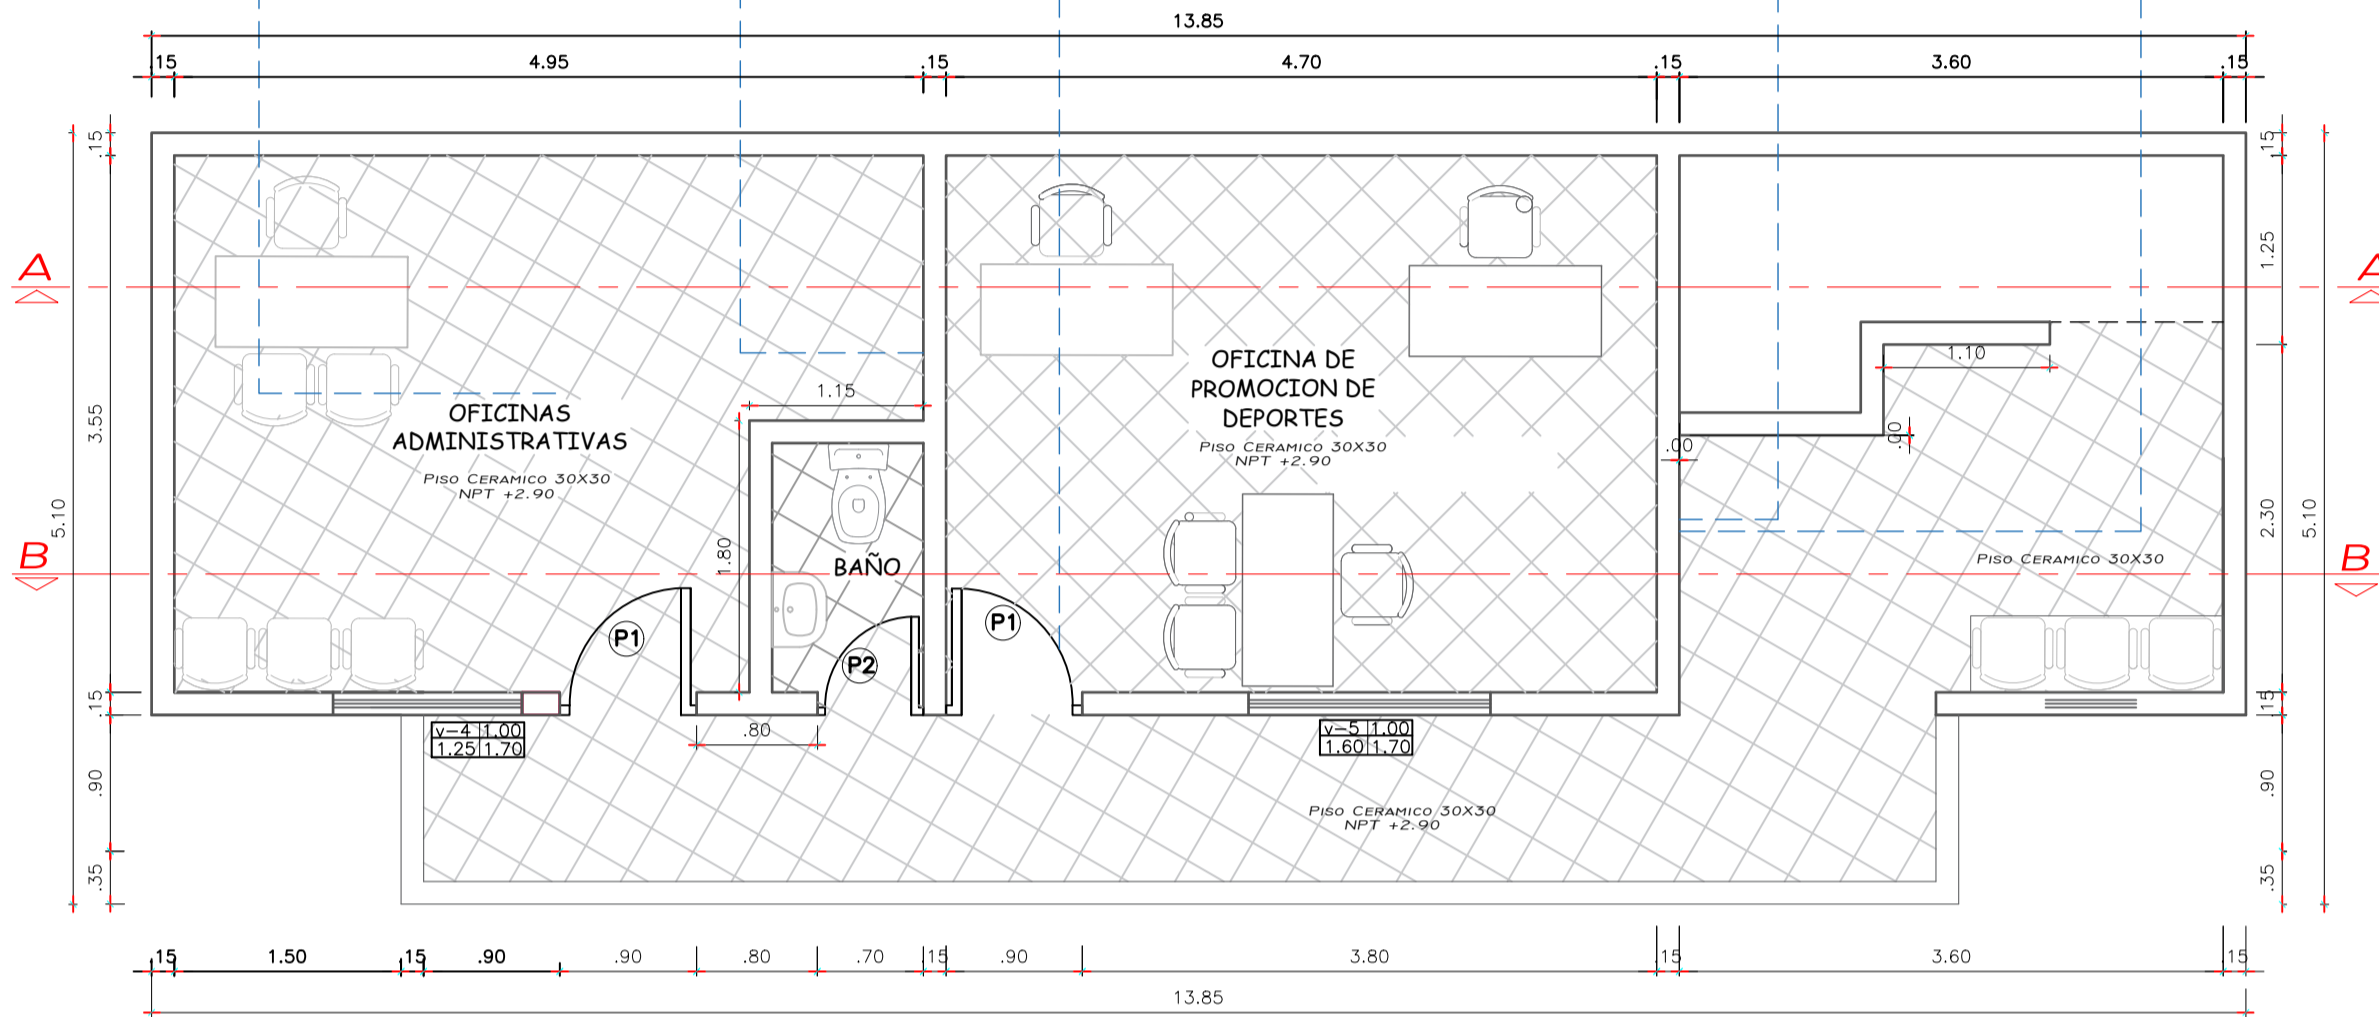 13.85
.15 4.95 .15 4.70 .15 3.60 .15
.15
.15
A
A
1.25
OFICINA DE
PROMOCION DE
DEPORTES
PISO CERAMICO 30X30
NPT +2.90
1.10
1.15
OFICINAS
ADMINISTRATIVAS
PISO CERAMICO 30X30
NPT +2.90
3.55
.00
.00
5.10
2.30
5.10
1.80
BAÑO
B
B
PISO CERAMICO 30X30
P1
P2
P1
.15
.15
v-4 1.00
1.25 1.70
.80
v-5 1.00
1.60 1.70
.90
.90
PISO CERAMICO 30X30
NPT +2.90
.35
.35
.15 1.50 .15 .90 .90 .80 .70 .15 .90 3.80 .15 3.60 .15
13.85